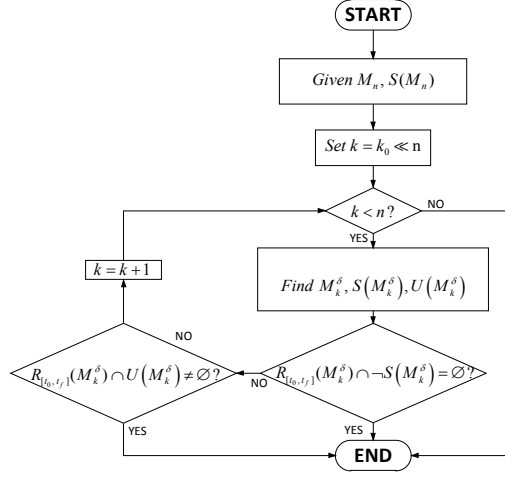 START
Given M_n, S(M_n)
Set k = k_0 ≪ n
k < n?
NO
YES
k = k + 1
Find M_k^δ, S(M_k^δ), U(M_k^δ)
NO
R_[t_0, t_f](M_k^δ) ∩ U(M_k^δ) ≠ ∅?
NO
R_[t_0, t_f](M_k^δ) ∩ ¬S(M_k^δ) = ∅?
YES
YES
END